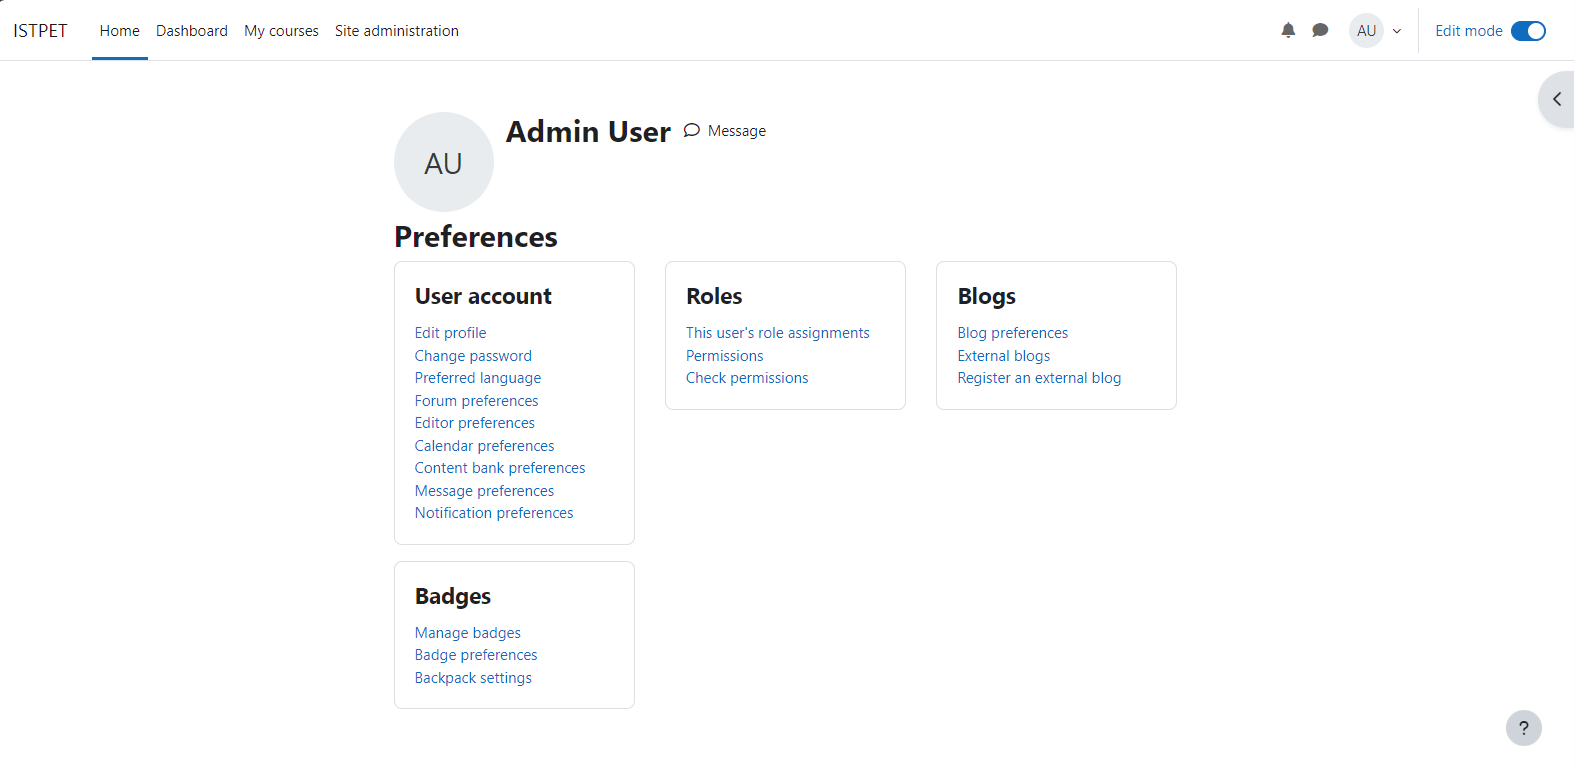 ISTPET Home Dashboard My courses Site administration AU Edit mode
AU
Admin User Message
Preferences
User account
Edit profile
Change password
Preferred language
Forum preferences
Editor preferences
Calendar preferences
Content bank preferences
Message preferences
Notification preferences
Roles
This user's role assignments
Permissions
Check permissions
Blogs
Blog preferences
External blogs
Register an external blog
Badges
Manage badges
Badge preferences
Backpack settings
?